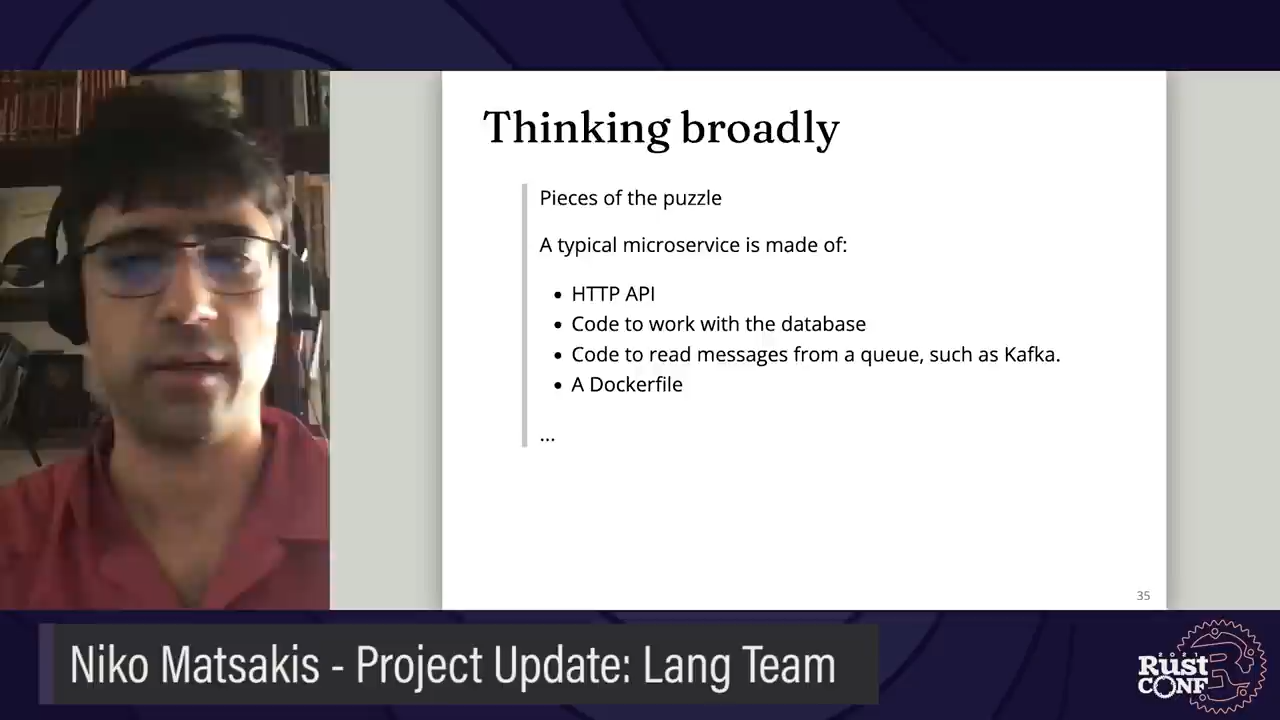 Thinking broadly
Pieces of the puzzle
A typical microservice is made of:
• HTTP API
• Code to work with the database
• Code to read messages from a queue, such as Kafka.
• A Dockerfile
...
35
Niko Matsakis - Project Update: Lang Team
RUST
CONF